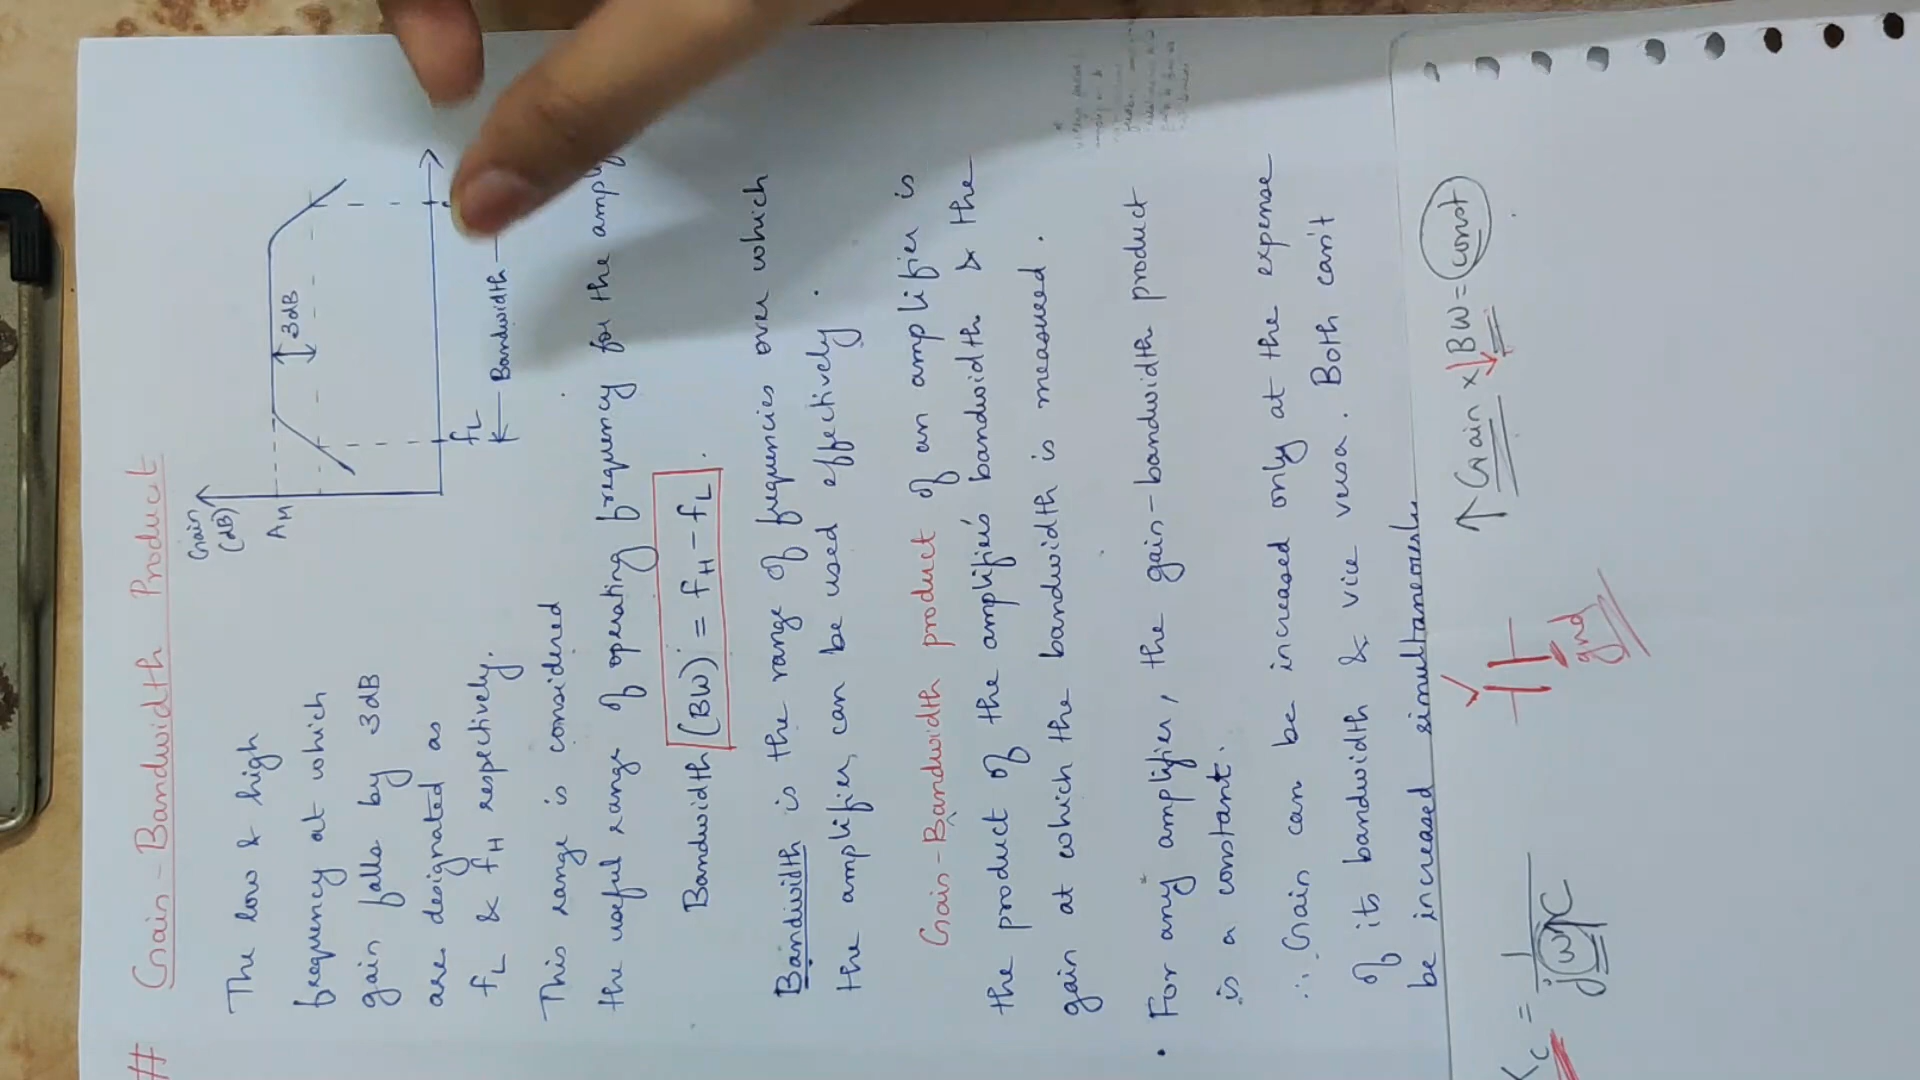 # Gain-Bandwidth Product
The low & high
frequency at which
gain falls by 3dB
are designated as
fL & fH respectively.
Gain
(dB)
AM
3dB
fL
Bandwidth
This range is considered
the useful range of operating frequency for the
Bandwidth (BW) = fH - fL.
Bandwidth is the range of frequencies over which
the amplifier, can be used effectively.
Gain-Bandwidth product of an amplifier is
the product of the amplifier's bandwidth & the
gain at which the bandwidth is measured.
• For any amplifier, the gain-bandwidth product
is a constant.
∴ Gain can be increased only at the expense
of its bandwidth & vice versa. Both can't
be increased simultaneously
↑ Gain × ↓BW = const
gnd
Xc = 1/jωC